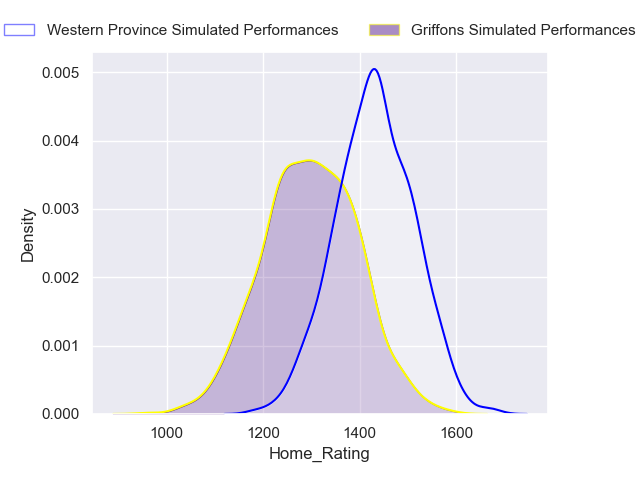 Western Province Simulated Performances
Griffons Simulated Performances
0.005
0.004
0.003
0.002
0.001
0.000
Density
1000
1200
1400
1600
Home_Rating